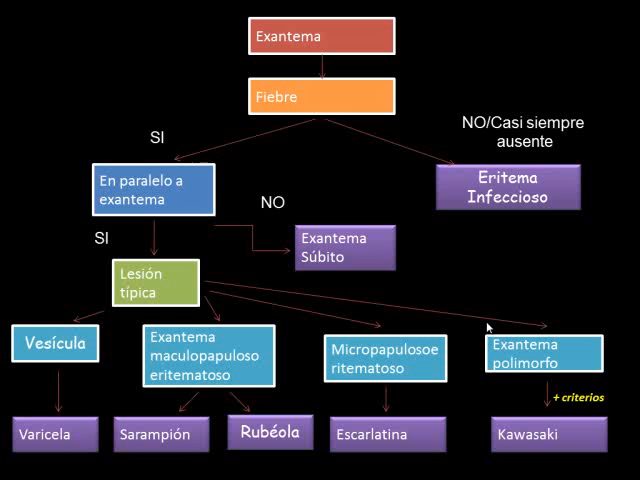 Exantema
Fiebre
SI
NO/Casi siempre
ausente
En paralelo a
exantema
Eritema
Infeccioso
NO
SI
Exantema
Súbito
Lesión
típica
Vesícula
Exantema
maculopapuloso
eritematoso
Micropapulosoe
ritematoso
Exantema
polimorfo
+ criterios
Varicela
Sarampión
Rubéola
Escarlatina
Kawasaki